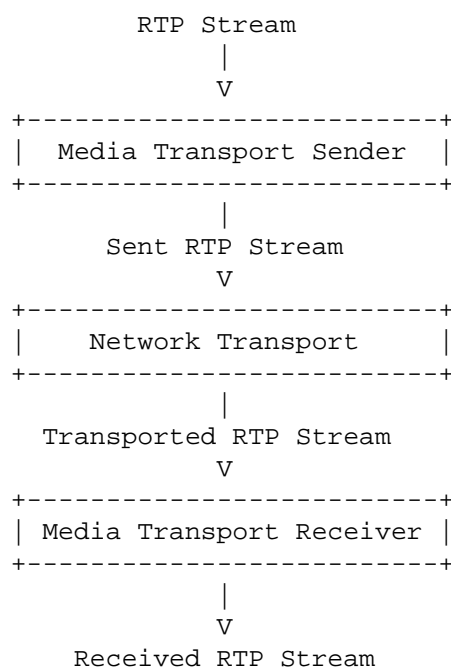 RTP Stream
|
V
+--------------------------+
|  Media Transport Sender  |
+--------------------------+
|
Sent RTP Stream
V
+--------------------------+
|    Network Transport     |
+--------------------------+
|
Transported RTP Stream
V
+--------------------------+
| Media Transport Receiver |
+--------------------------+
|
V
Received RTP Stream